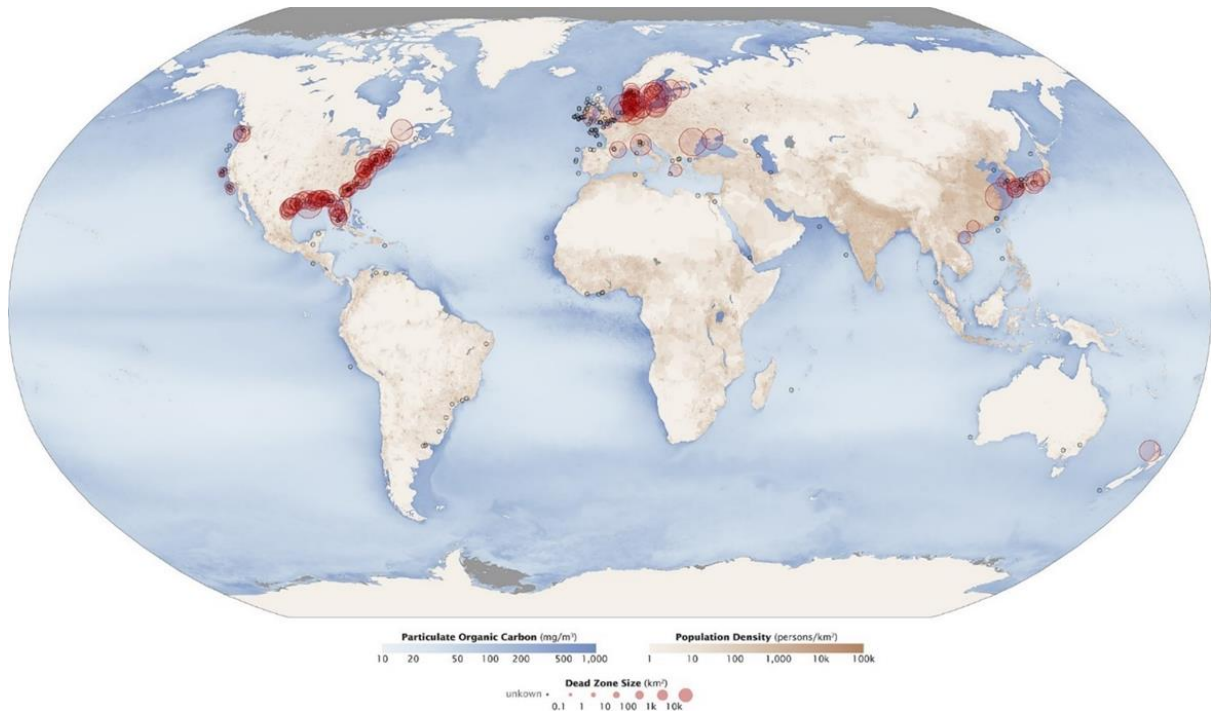 Particulate Organic Carbon (mg/m³)
10 20 50 100 200 500 1,000
Population Density (persons/km²)
1 10 100 1,000 10k 100k
Dead Zone Size (km²)
unkown
0.1 1 10 100 1k 10k